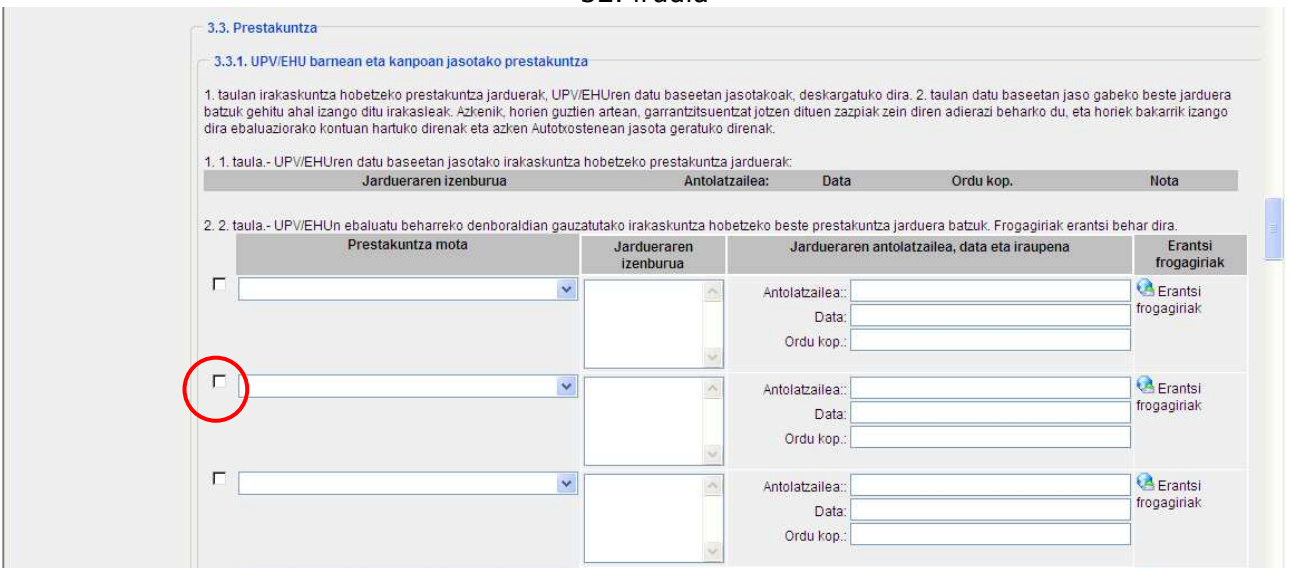 32. irudia
3.3. Prestakuntza
3.3.1. UPV/EHU barnean eta kanpoan jasotako prestakuntza
1. taulan irakaskuntza hobetzeko prestakuntza jarduerak, UPV/EHUren datu baseetan jasotakoak, deskargatuko dira. 2. taulan datu baseetan jaso gabeko beste jarduera
batzuk gehitu ahal izango ditu irakasleak. Azkenik, horien guztien artean, garrantzitsuentzat jotzen dituen zazpiak zein diren adierazi beharko du, eta horiek bakarrik izango
dira ebaluaziorako kontuan hartuko direnak eta azken Autotxostenean jasota geratuko direnak.
1. 1. taula.- UPV/EHUren datu baseetan jasotako irakaskuntza hobetzeko prestakuntza jarduerak:
Jardueraren izenburua Antolatzailea: Data Ordu kop. Nota
2. 2. taula.- UPV/EHUn ebaluatu beharreko denboraldian gauzatutako irakaskuntza hobetzeko beste prestakuntza jarduera batzuk. Frogagiriak erantsi behar dira.
Prestakuntza mota Jardueraren izenburua Jardueraren antolatzailea, data eta iraupena Erantsi frogagiriak
Antolatzailea::
Data:
Ordu kop.:
Erantsi
frogagiriak
Antolatzailea::
Data:
Ordu kop.:
Erantsi
frogagiriak
Antolatzailea::
Data:
Ordu kop.:
Erantsi
frogagiriak